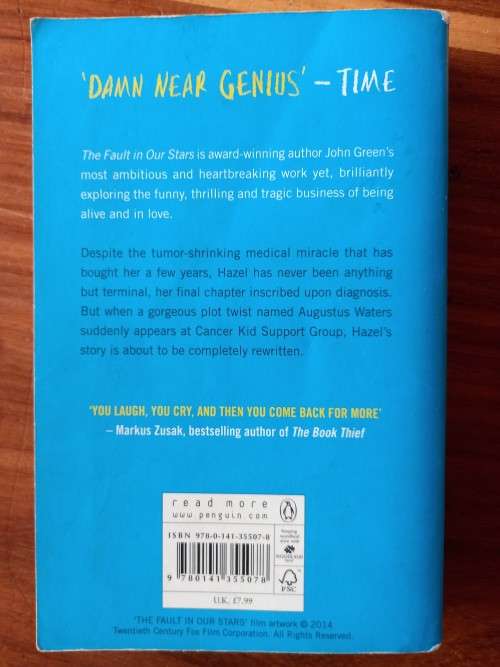 ‘DAMN NEAR GENIUS’ – TIME
The Fault in Our Stars is award-winning author John Green’s
most ambitious and heartbreaking work yet, brilliantly
exploring the funny, thrilling and tragic business of being
alive and in love.
Despite the tumor-shrinking medical miracle that has
bought her a few years, Hazel has never been anything
but terminal, her final chapter inscribed upon diagnosis.
But when a gorgeous plot twist named Augustus Waters
suddenly appears at Cancer Kid Support Group, Hazel’s
story is about to be completely rewritten.
‘YOU LAUGH, YOU CRY, AND THEN YOU COME BACK FOR MORE’
– Markus Zusak, bestselling author of The Book Thief
read more
www penguin com
ISBN 978-0-141-35507-8
9 780141 355078
FSC
U.K. £7.99
‘THE FAULT IN OUR STARS’ film artwork © 2014
Twentieth Century Fox Film Corporation. All Rights Reserved.